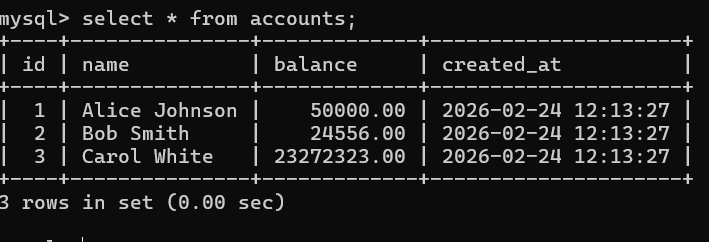 mysql> select * from accounts;
+----+---------------+-------------+---------------------+
| id | name          | balance     | created_at          |
+----+---------------+-------------+---------------------+
|  1 | Alice Johnson |    50000.00 | 2026-02-24 12:13:27 |
|  2 | Bob Smith     |    24556.00 | 2026-02-24 12:13:27 |
|  3 | Carol White   | 23272323.00 | 2026-02-24 12:13:27 |
+----+---------------+-------------+---------------------+
3 rows in set (0.00 sec)